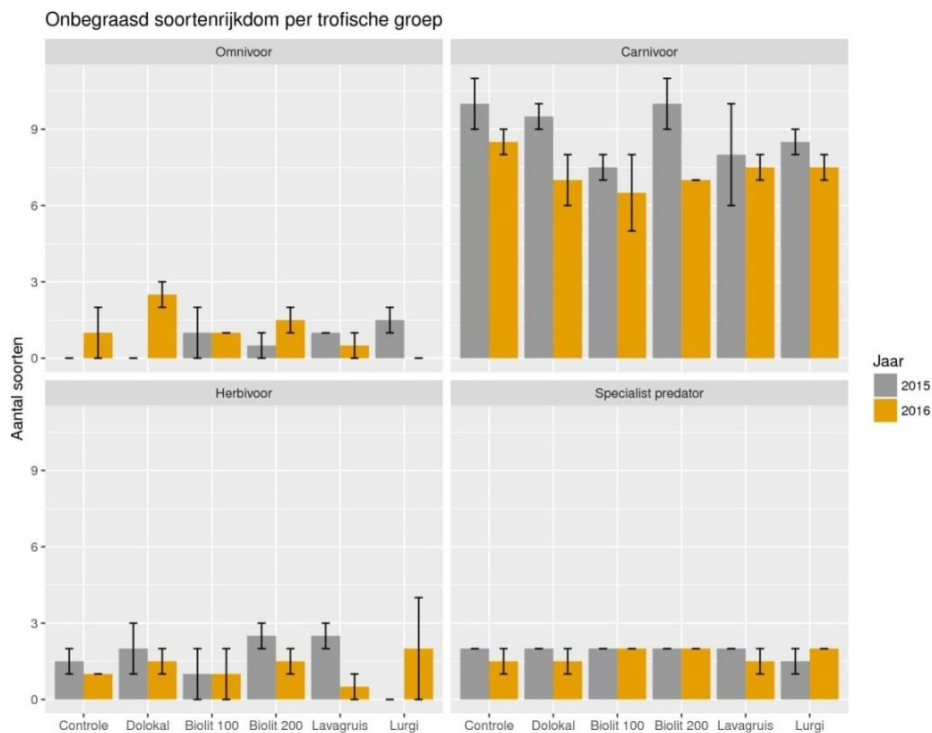 Onbegraasd soortenrijkdom per trofische groep
Omnivoor
Carnivoor
9
6
3
0
Herbivoor
Specialist predator
9
6
3
0
Aantal soorten
Controle Dolokal Biolit 100 Biolit 200 Lavagruis Lurgi
Controle Dolokal Biolit 100 Biolit 200 Lavagruis Lurgi
Jaar
2015
2016